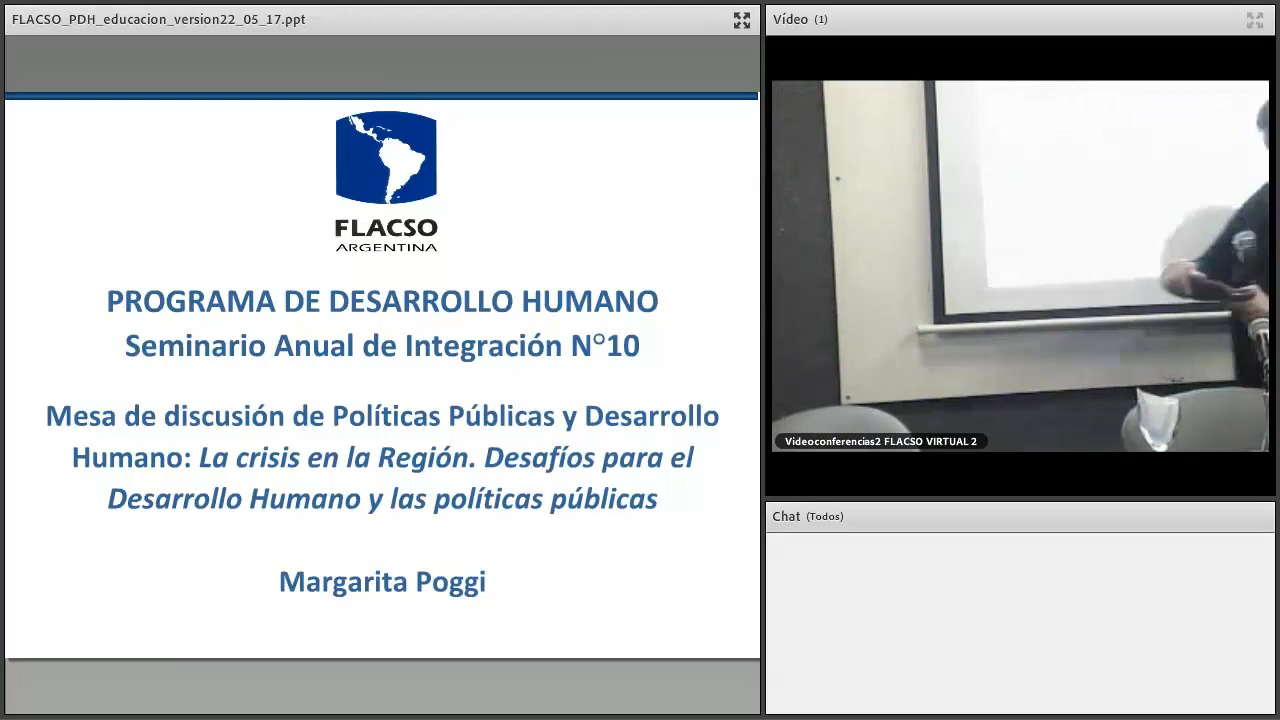 FLACSO_PDH_educacion_version22_05_17.ppt
FLACSO
ARGENTINA
PROGRAMA DE DESARROLLO HUMANO
Seminario Anual de Integración N°10
Mesa de discusión de Políticas Públicas y Desarrollo
Humano: La crisis en la Región. Desafíos para el
Desarrollo Humano y las políticas públicas
Margarita Poggi
Vídeo (1)
Videoconferencias2 FLACSO VIRTUAL 2
Chat (Todos)